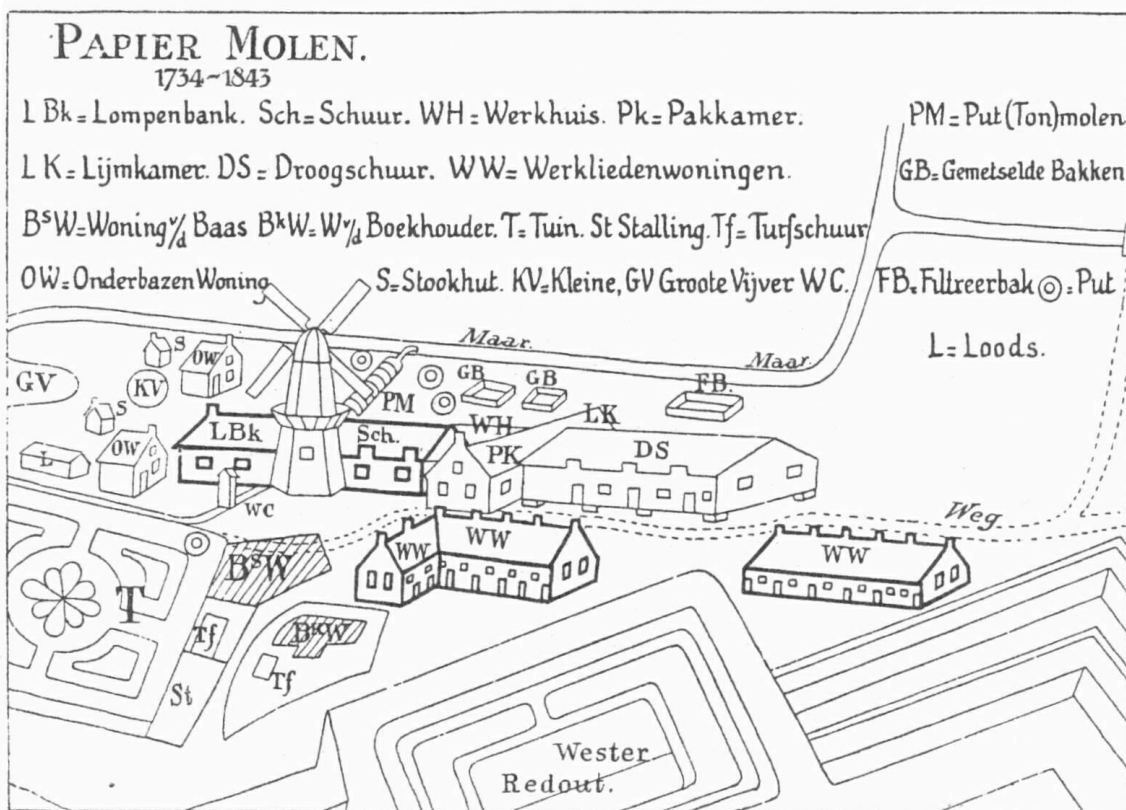 PAPIER MOLEN.
1734~1843
L Bk = Lompenbank. Sch = Schuur. WH = Werkhuis. Pk = Pakkamer. PM = Put (Ton)molen
L K = Lijmkamer. DS = Droogschuur. WW = Werkliedenwoningen. GB = Gemetselde Bakken
BˢW = Woning v/d Baas BᵏW = W v/d Boekhouder. T = Tuin. St Stalling. Tf = Turfschuur
OW = Onderbazen Woning S = Stookhut. KV = Kleine, GV Groote Vijver W C. FB. Filtreerbak ◎ = Put
L = Loods.
Maar.
Maar.
S
OW
GV
KV
GB
GB
FB.
PM
S
LBk
Sch.
WH
LK
PK
DS
OW
L
WC
Weg
WW
WW
WW
BˢW
T
Tf
BᵏW
Tf
St
Wester
Redout.